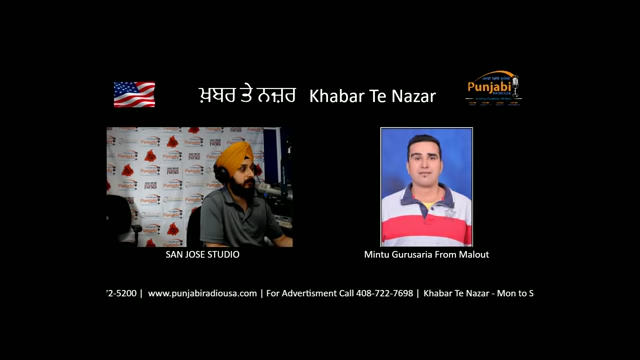 ਖ਼ਬਰ ਤੇ ਨਜ਼ਰ Khabar Te Nazar
Punjabi
SAN JOSE STUDIO
Mintu Gurusaria From Malout
'2-5200 | www.punjabiradiousa.com | For Advertisment Call 408-722-7698 | Khabar Te Nazar - Mon to S